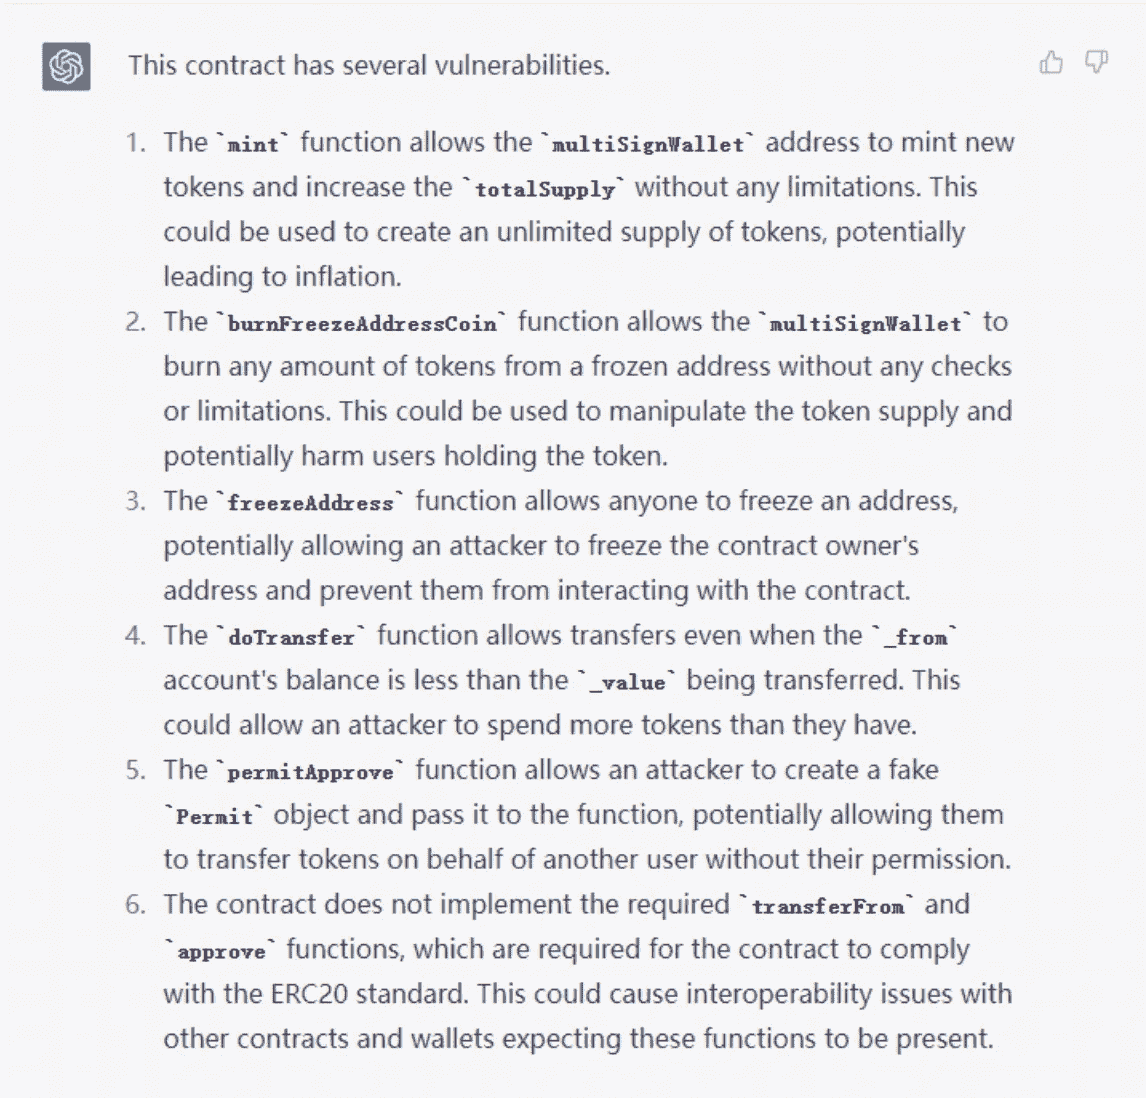 This contract has several vulnerabilities.
1. The `mint` function allows the `multiSignWallet` address to mint new
tokens and increase the `totalSupply` without any limitations. This
could be used to create an unlimited supply of tokens, potentially
leading to inflation.
2. The `burnFreezeAddressCoin` function allows the `multiSignWallet` to
burn any amount of tokens from a frozen address without any checks
or limitations. This could be used to manipulate the token supply and
potentially harm users holding the token.
3. The `freezeAddress` function allows anyone to freeze an address,
potentially allowing an attacker to freeze the contract owner's
address and prevent them from interacting with the contract.
4. The `doTransfer` function allows transfers even when the `_from`
account's balance is less than the `_value` being transferred. This
could allow an attacker to spend more tokens than they have.
5. The `permitApprove` function allows an attacker to create a fake
`Permit` object and pass it to the function, potentially allowing them
to transfer tokens on behalf of another user without their permission.
6. The contract does not implement the required `transferFrom` and
`approve` functions, which are required for the contract to comply
with the ERC20 standard. This could cause interoperability issues with
other contracts and wallets expecting these functions to be present.